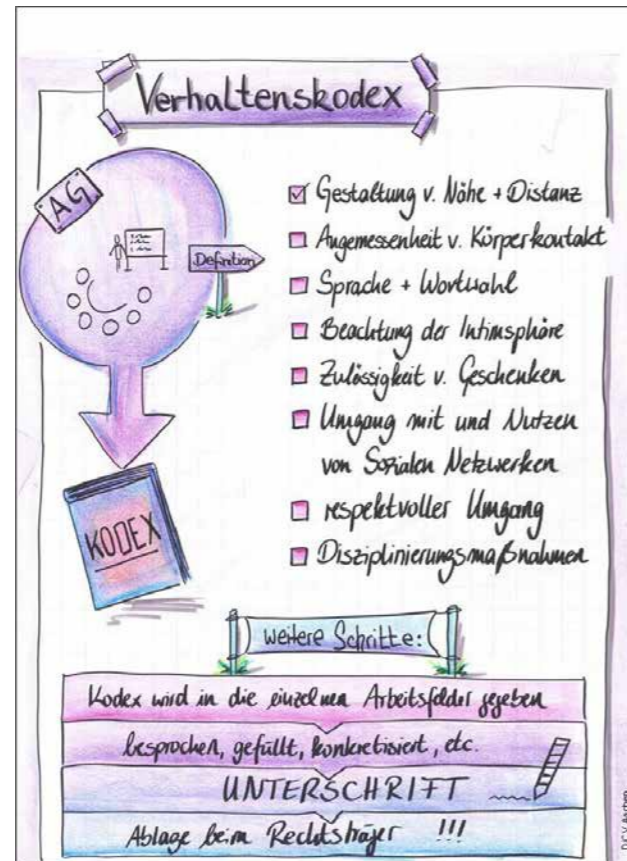 Verhaltenskodex
AG
Definition
☑ Gestaltung v. Nähe + Distanz
☐ Angemessenheit v. Körperkontakt
☐ Sprache + Wortwahl
☐ Beachtung der Intimsphäre
☐ Zulässigkeit v. Geschenken
☐ Umgang mit und Nutzen
von Sozialen Netzwerken
☐ respektvoller Umgang
☐ Disziplinierungsmaßnahmen
KODEX
weitere Schritte:
Kodex wird in die einzelnen Arbeitsfelder gegeben
besprochen, gefüllt, konkretisiert, etc.
UNTERSCHRIFT
Ablage beim Rechtsträger !!!
DiCV Aachen